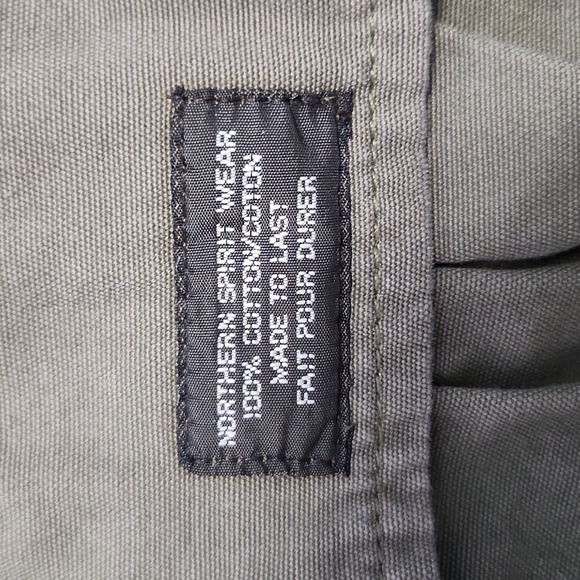 NORTHERN SPIRIT WEAR
100% COTTON/COTON
MADE TO LAST
FAIT POUR DURER